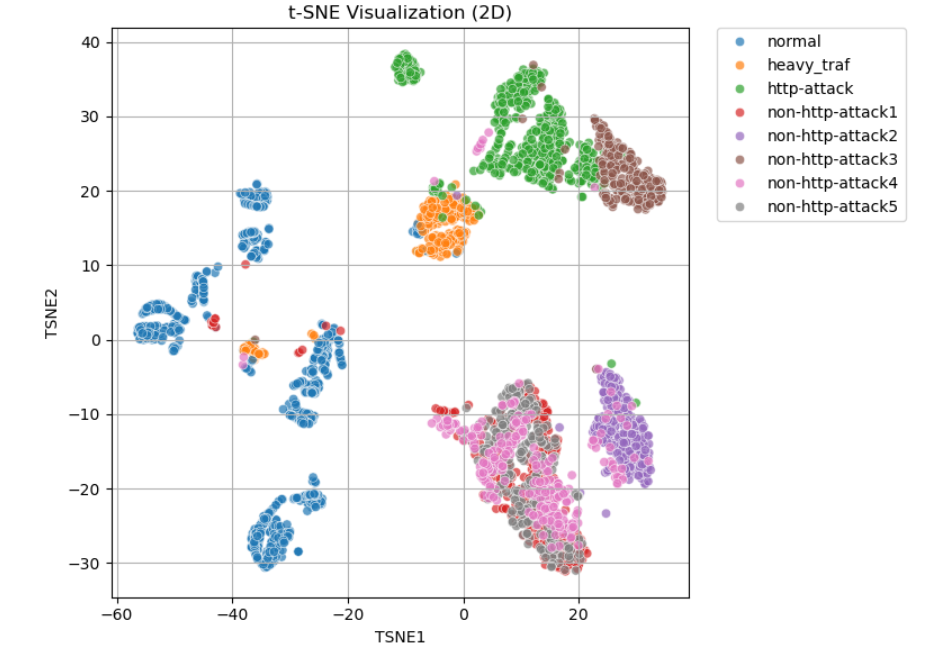 t-SNE Visualization (2D)
40
30
20
10
0
−10
−20
−30
TSNE2
−60
−40
−20
0
20
TSNE1
normal
heavy_traf
http-attack
non-http-attack1
non-http-attack2
non-http-attack3
non-http-attack4
non-http-attack5